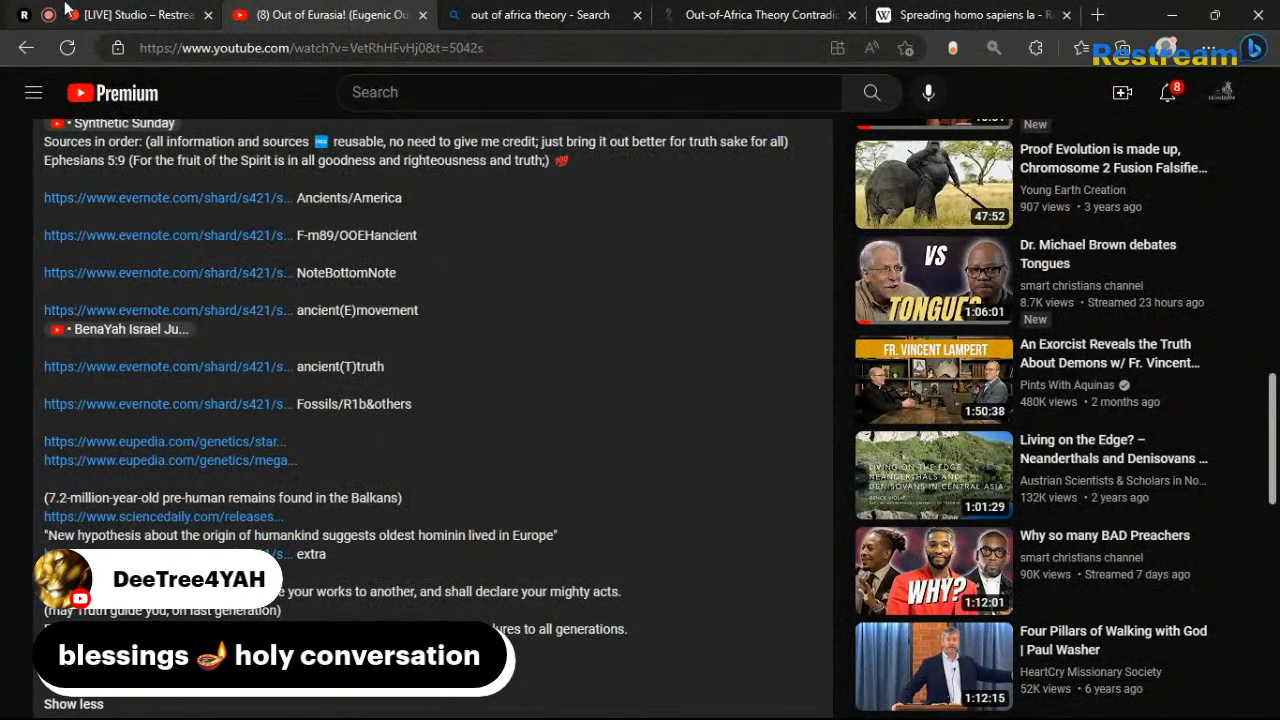 [LIVE] Studio – Restrea
(8) Out of Eurasia! (Eugenic Ou
out of africa theory - Search
Out-of-Africa Theory Contradic
Spreading homo sapiens la - R
https://www.youtube.com/watch?v=VetRhHFvHj0&t=5042s
Restream
Premium
Search
8
• Synthetic Sunday
Sources in order: (all information and sources reusable, no need to give me credit; just bring it out better for truth sake for all)
Ephesians 5:9 (For the fruit of the Spirit is in all goodness and righteousness and truth;) 💯
https://www.evernote.com/shard/s421/s... Ancients/America
https://www.evernote.com/shard/s421/s... F-m89/OOEHancient
https://www.evernote.com/shard/s421/s... NoteBottomNote
https://www.evernote.com/shard/s421/s... ancient(E)movement
• BenaYah Israel Ju...
https://www.evernote.com/shard/s421/s... ancient(T)truth
https://www.evernote.com/shard/s421/s... Fossils/R1b&others
https://www.eupedia.com/genetics/star...
https://www.eupedia.com/genetics/mega...
(7.2-million-year-old pre-human remains found in the Balkans)
https://www.sciencedaily.com/releases...
"New hypothesis about the origin of humankind suggests oldest hominin lived in Europe"
1/s... extra
your works to another, and shall declare your mighty acts.
(may Truth guide you, on last generation)
ures to all generations.
Show less
DeeTree4YAH
blessings 🪔 holy conversation
New
Proof Evolution is made up,
Chromosome 2 Fusion Falsifie...
Young Earth Creation
907 views • 3 years ago
47:52
VS
TONGUES
1:06:01
Dr. Michael Brown debates
Tongues
smart christians channel
8.7K views • Streamed 23 hours ago
New
FR. VINCENT LAMPERT
1:50:38
An Exorcist Reveals the Truth
About Demons w/ Fr. Vincent...
Pints With Aquinas
480K views • 2 months ago
LIVING ON THE EDGE
NEANDERTHALS AND
DENISOVANS IN CENTRAL ASIA
BENCE VIOLA
1:01:29
Living on the Edge? –
Neanderthals and Denisovans ...
Austrian Scientists & Scholars in No...
132K views • 2 years ago
WHY?
1:12:01
Why so many BAD Preachers
smart christians channel
90K views • Streamed 7 days ago
1:12:15
Four Pillars of Walking with God
| Paul Washer
HeartCry Missionary Society
52K views • 6 years ago